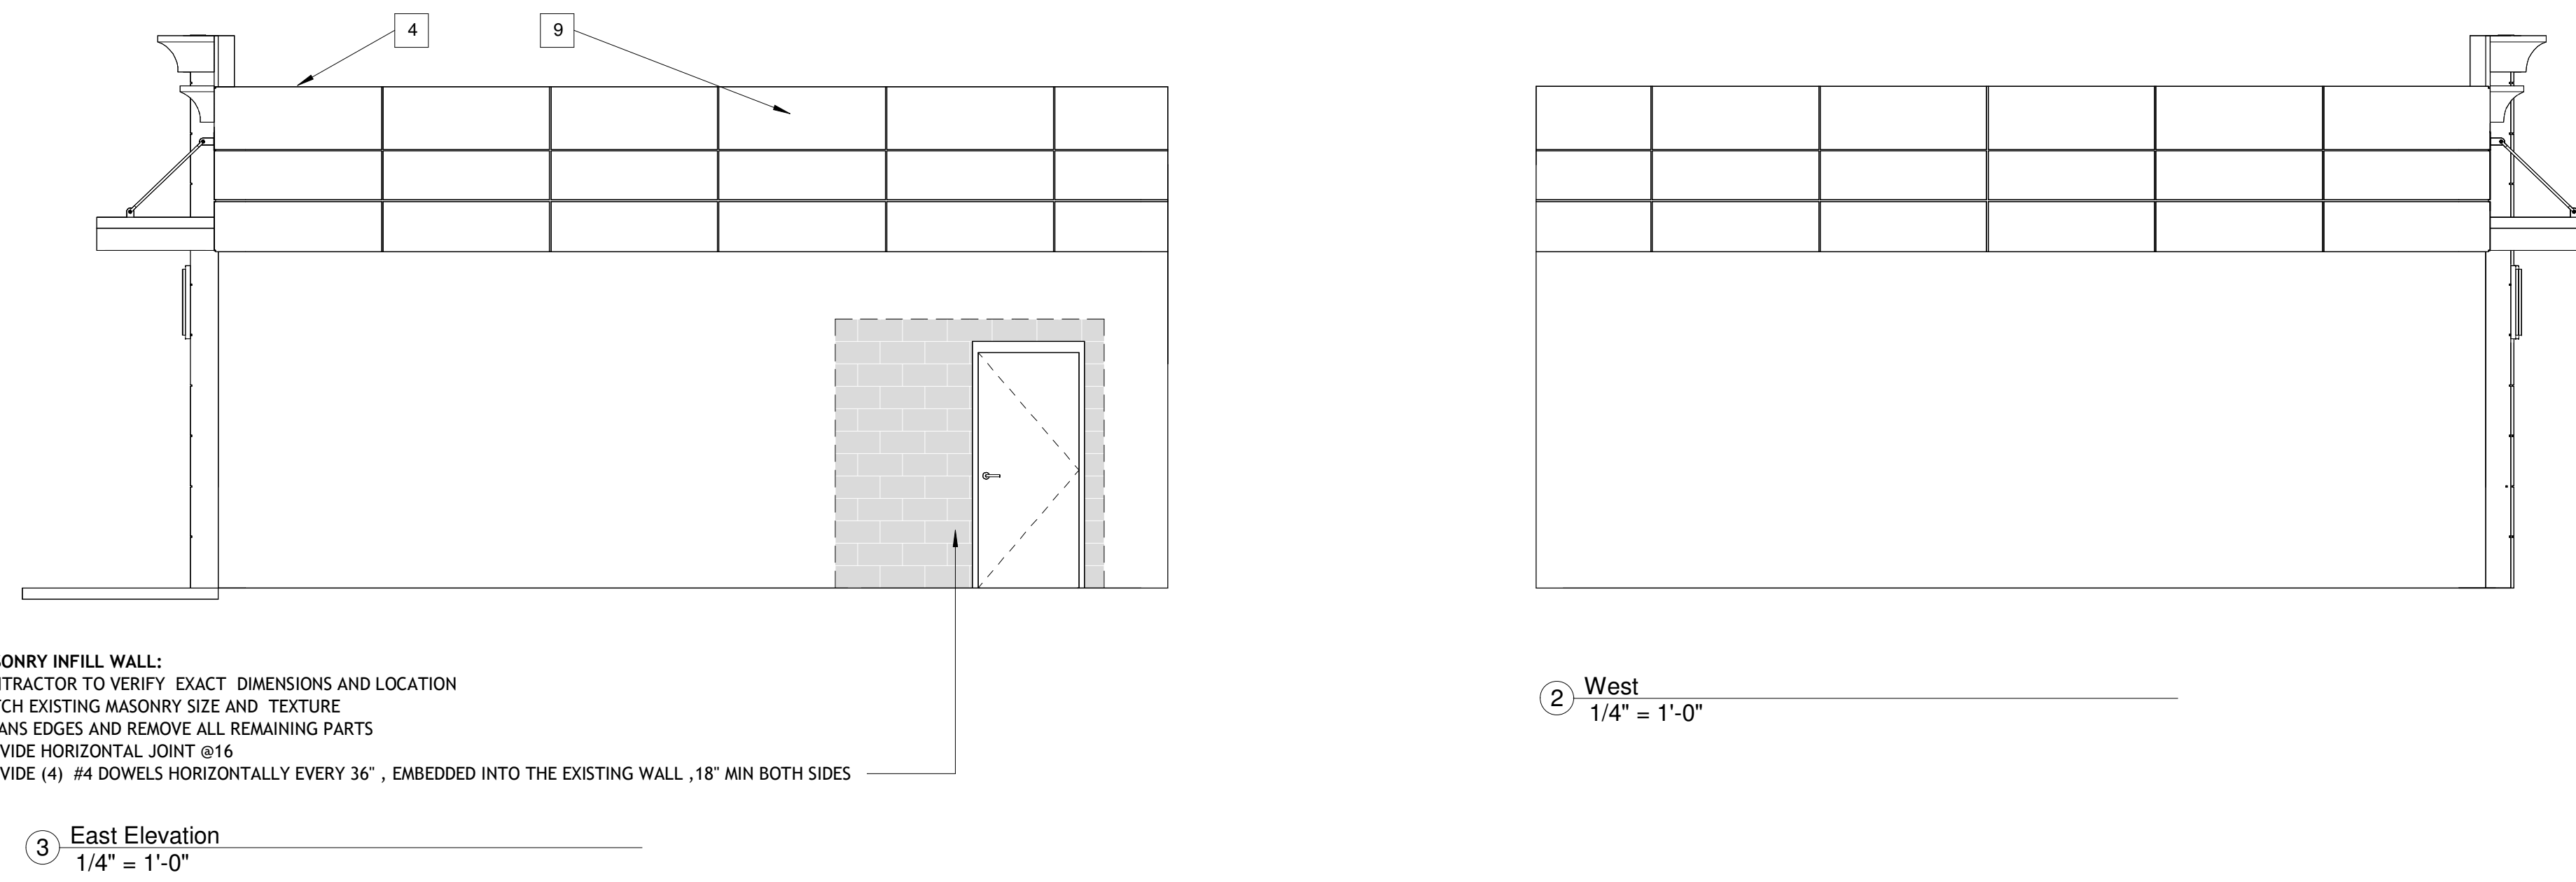 4
9
SONRY INFILL WALL:
NTRACTOR TO VERIFY EXACT DIMENSIONS AND LOCATION
TCH EXISTING MASONRY SIZE AND TEXTURE
ANS EDGES AND REMOVE ALL REMAINING PARTS
VIDE HORIZONTAL JOINT @16
VIDE (4) #4 DOWELS HORIZONTALLY EVERY 36" , EMBEDDED INTO THE EXISTING WALL ,18" MIN BOTH SIDES
3 East Elevation
1/4" = 1'-0"
2 West
1/4" = 1'-0"